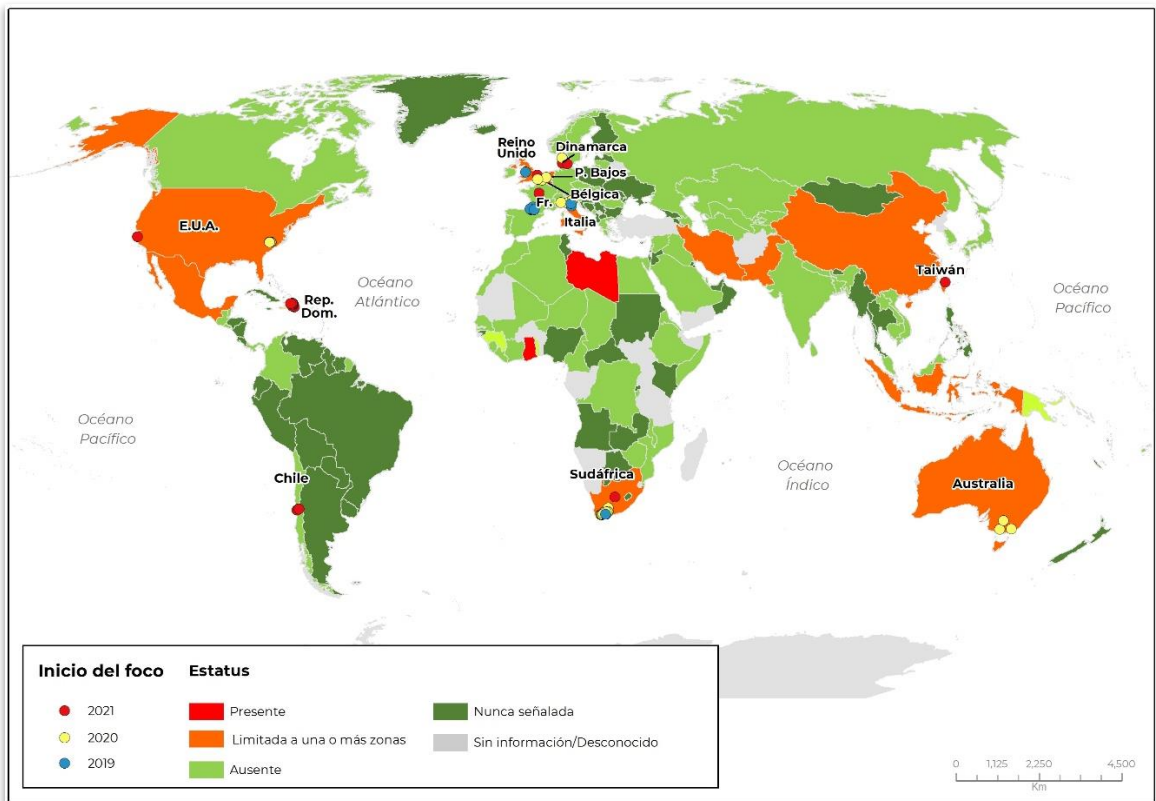 Reino
Unido
Dinamarca
P. Bajos
Bélgica
Fr.
Italia
E.U.A.
Océano
Atlántico
Rep.
Dom.
Taiwán
Océano
Pacífico
Océano
Pacífico
Chile
Sudáfrica
Océano
Índico
Australia
Inicio del foco
2021
2020
2019
Estatus
Presente
Limitada a una o más zonas
Ausente
Nunca señalada
Sin información/Desconocido
0 1,125 2,250 4,500
Km